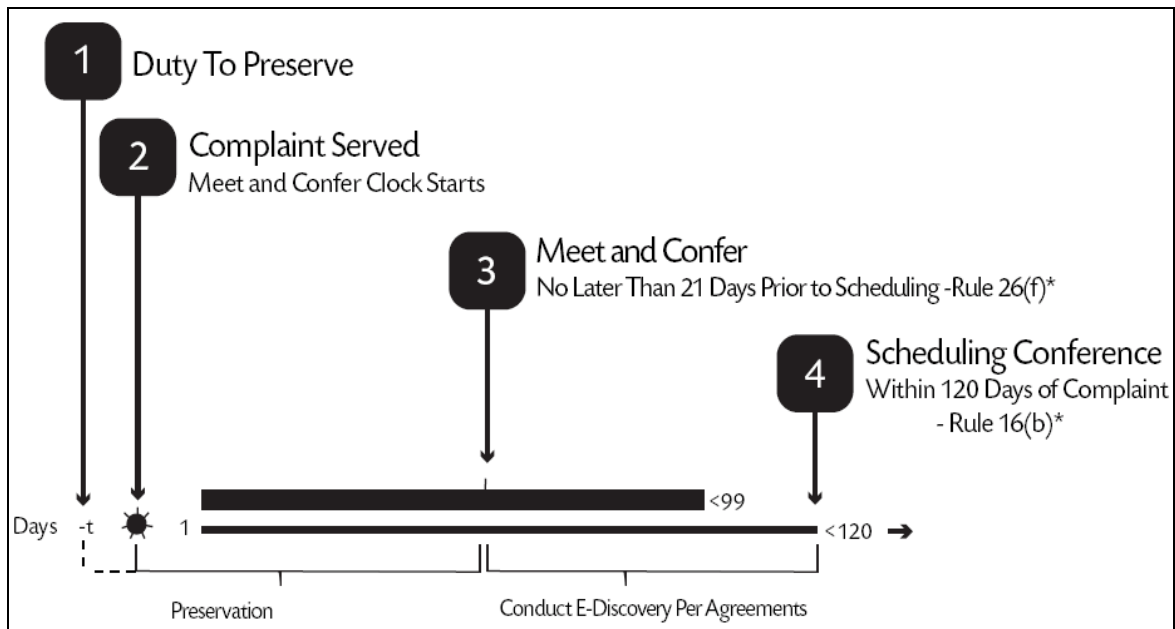 1
Duty To Preserve
2
Complaint Served
Meet and Confer Clock Starts
3
Meet and Confer
No Later Than 21 Days Prior to Scheduling -Rule 26(f)*
4
Scheduling Conference
Within 120 Days of Complaint
- Rule 16(b)*
<99
Days -t 1 <120
Preservation
Conduct E-Discovery Per Agreements